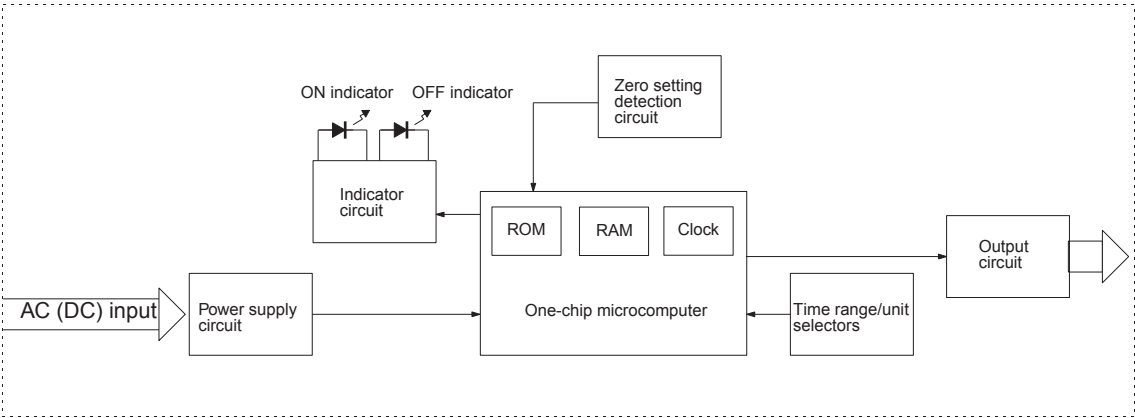 ON indicator
OFF indicator
Zero setting
detection
circuit
Indicator
circuit
ROM
RAM
Clock
Output
circuit
AC (DC) input
Power supply
circuit
One-chip microcomputer
Time range/unit
selectors